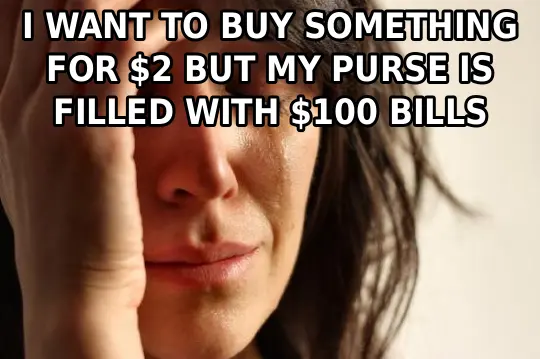 I WANT TO BUY SOMETHING
FOR $2 BUT MY PURSE IS
FILLED WITH $100 BILLS